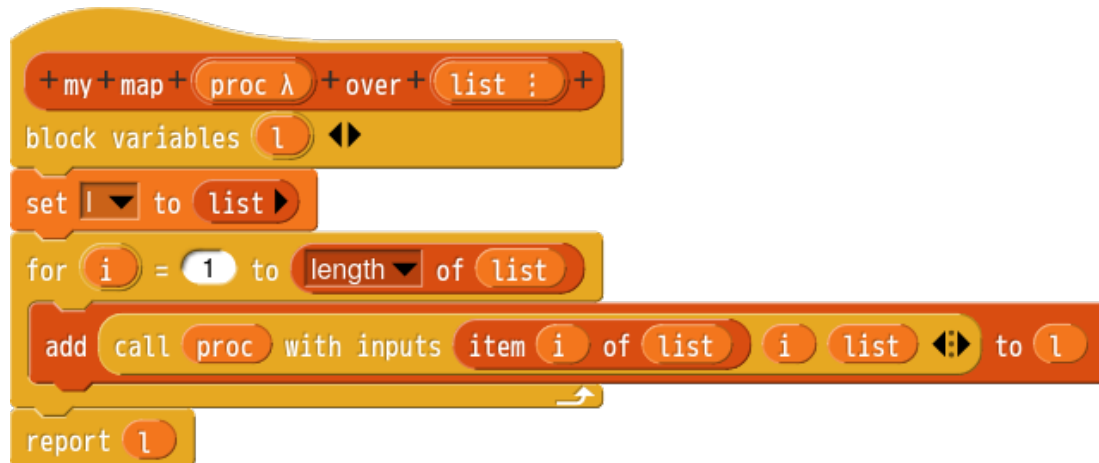 + my + map + proc λ + over + list ⋮ +
block variables l
set l to list
for i = 1 to length of list
add call proc with inputs item i of list i list to l
report l